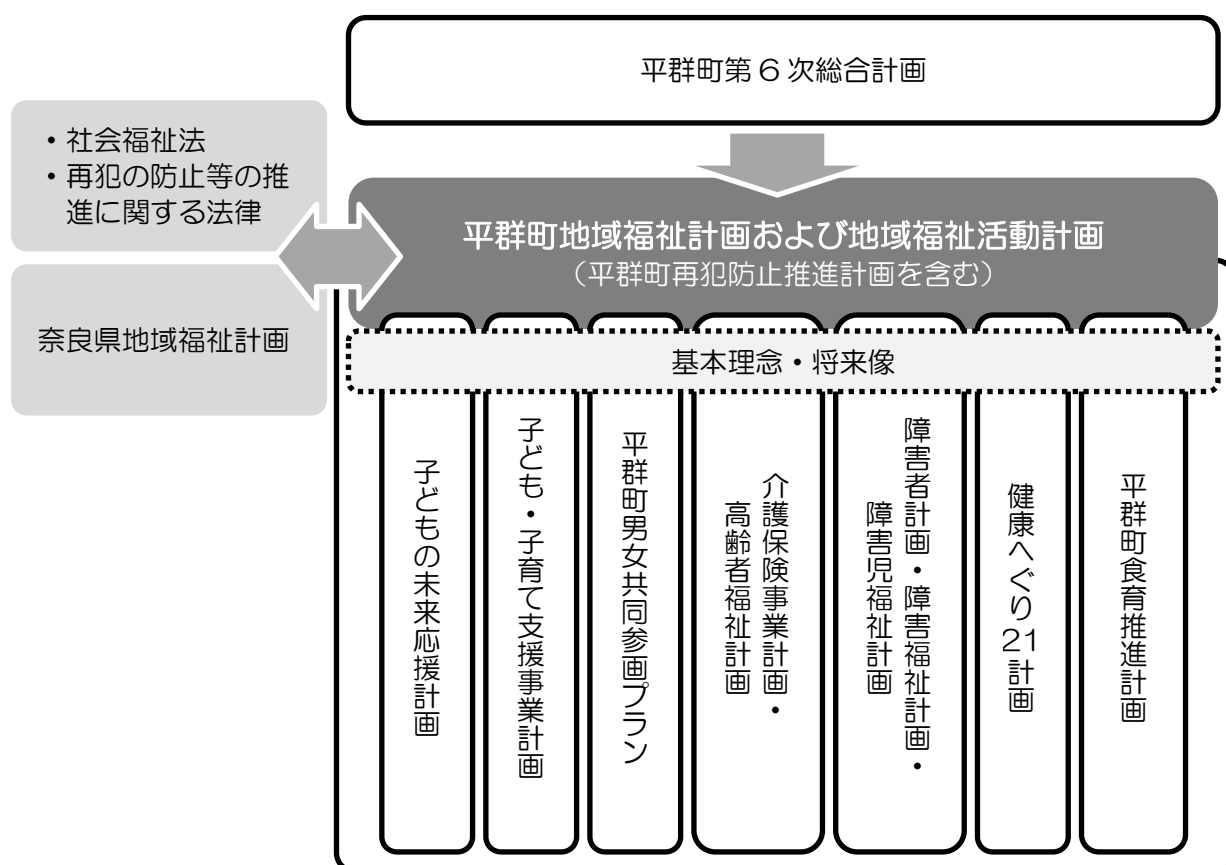 平群町第6次総合計画
・社会福祉法
・再犯の防止等の推
進に関する法律
奈良県地域福祉計画
平群町地域福祉計画および地域福祉活動計画
（平群町再犯防止推進計画を含む）
基本理念・将来像
子どもの未来応援計画
子ども・子育て支援事業計画
平群町男女共同参画プラン
介護保険事業計画・
高齢者福祉計画
障害者計画・障害福祉計画・
障害児福祉計画
健康へぐり21計画
平群町食育推進計画